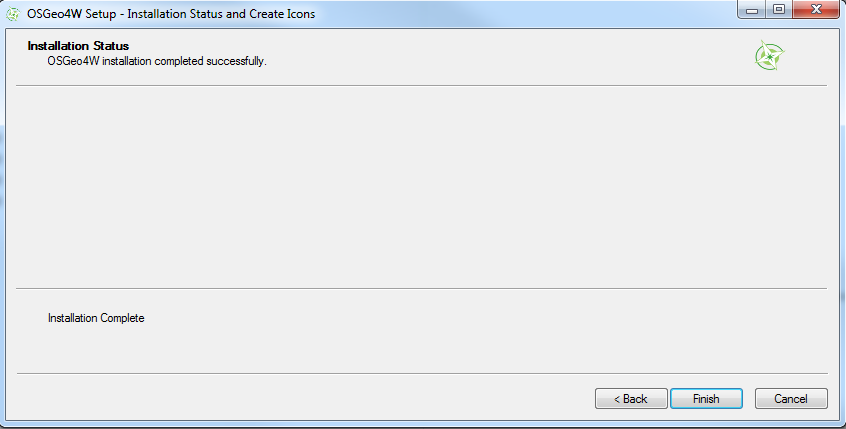 OSGeo4W Setup - Installation Status and Create Icons
Installation Status
OSGeo4W installation completed successfully.
Installation Complete
< Back
Finish
Cancel